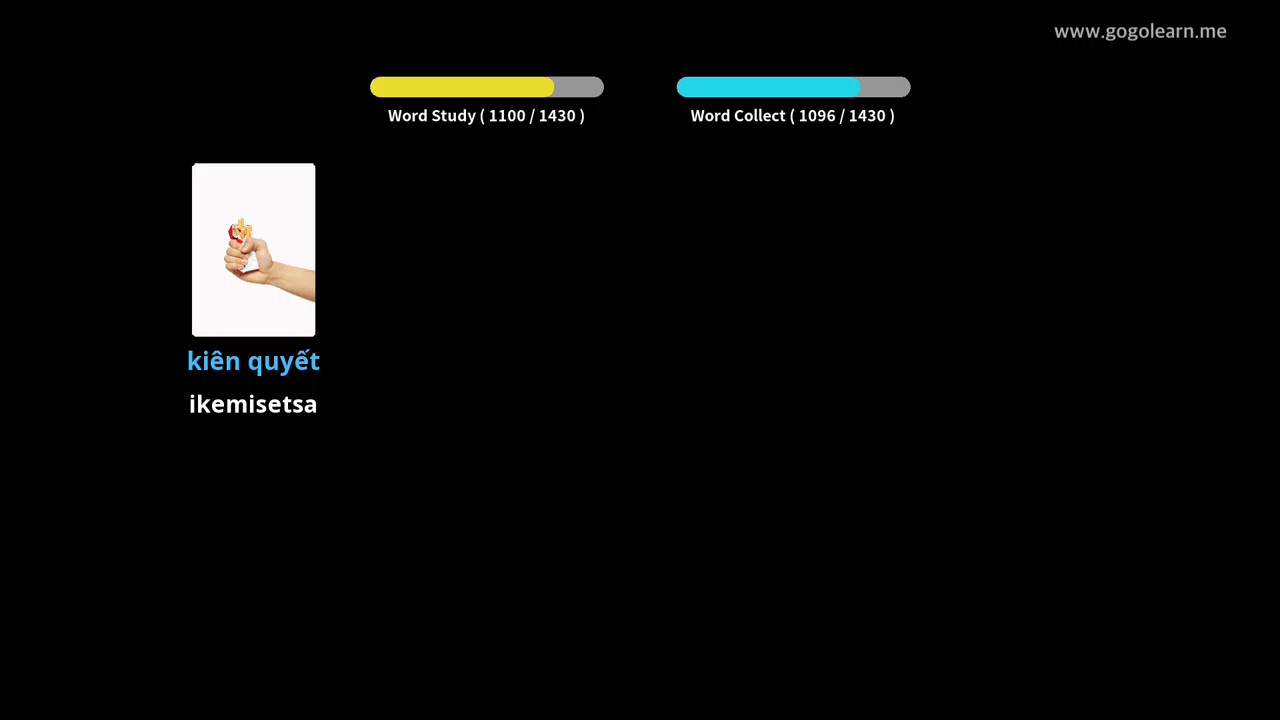 www.gogolearn.me
Word Study ( 1100 / 1430 )
Word Collect ( 1096 / 1430 )
kiên quyết
ikemisetsa